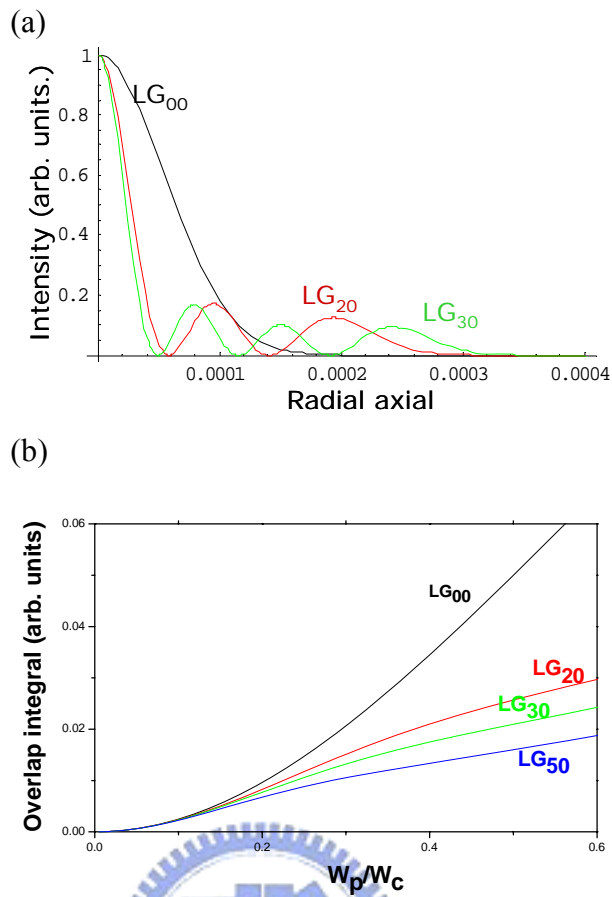 (a)
1
0.8
0.6
0.4
0.2
Intensity (arb. units.)
LG00
LG20
LG30
0.0001 0.0002 0.0003 0.0004
Radial axial
(b)
0.06
0.04
0.02
0.00
Overlap integral (arb. units)
LG00
LG20
LG30
LG50
0.0 0.2 0.4 0.6
Wp/Wc